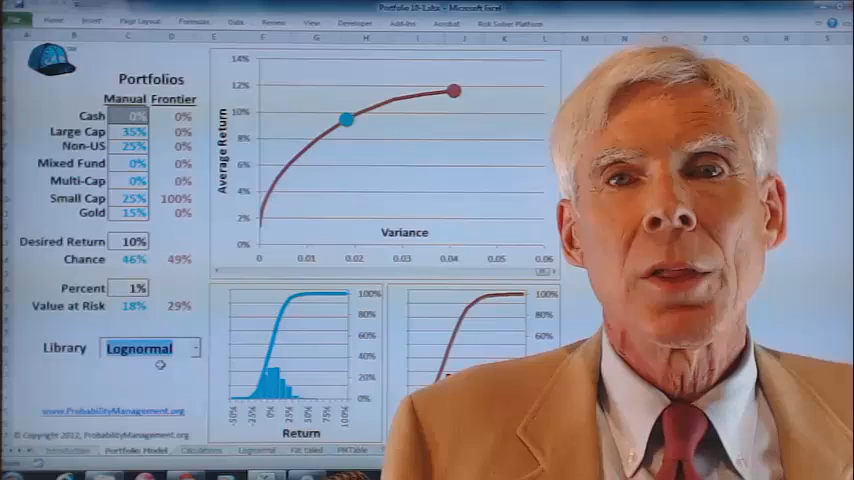 Portfolio 10-1.xlsx - Microsoft Excel
File Home Insert Page Layout Formulas Data Review View Developer Add-Ins Acrobat Risk Solver Platform
Portfolios
Manual Frontier
Cash 0% 0%
Large Cap 35% 0%
Non-US 25% 0%
Mixed Fund 0% 0%
Multi-Cap 0% 0%
Small Cap 25% 100%
Gold 15% 0%
Desired Return 10%
Chance 46% 49%
Percent 1%
Value at Risk 18% 29%
Library Lognormal
www.ProbabilityManagement.org
© Copyright 2012, ProbabilityManagement.org
Average Return
14%
12%
10%
8%
6%
4%
2%
0%
Variance
0 0.01 0.02 0.03 0.04 0.05 0.06
100%
80%
60%
40%
20%
0%
-50% -25% 0% 25% 50% 75% 100%
Return
100%
80%
60%
Introduction Portfolio Model Calculations Lognormal Fat tailed PMTable